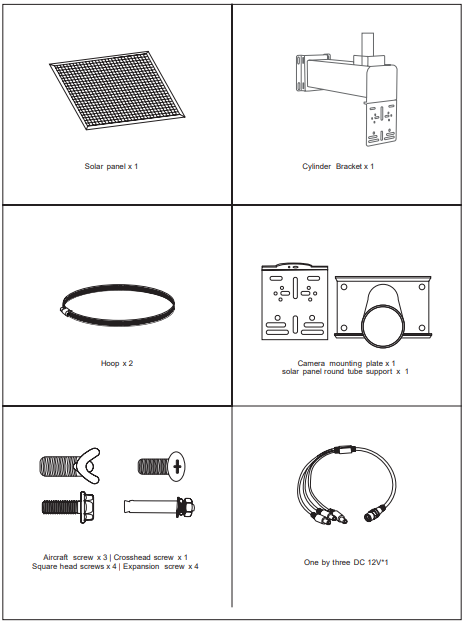 Solar panel x 1
Cylinder Bracket x 1
Hoop x 2
Camera mounting plate x 1
solar panel round tube support x 1
Aircraft screw x 3 | Crosshead screw x 1
Square head screws x 4 | Expansion screw x 4
One by three DC 12V*1